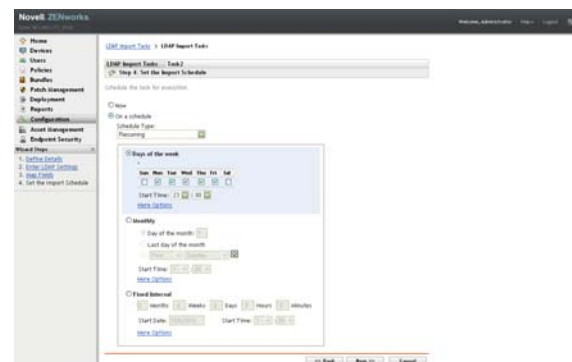 Novell ZENworks
Welcome, Administrator Help Logout
Home
Devices
Users
Policies
Bundles
Patch Management
Deployment
Reports
Configuration
Asset Management
Endpoint Security
Wizard Steps
1. Define Details
2. Enter LDAP Settings
3. Map Fields
4. Set the Import Schedule
LDAP Import Tasks > LDAP Import Tasks
LDAP Import Tasks Task2
Step 4: Set the Import Schedule
Schedule the task for execution.
Now
On a schedule
Schedule Type:
Recurring
Days of the week
Sun Mon Tue Wed Thu Fri Sat
Start Time:
More Options
Monthly
Day of the month:
Last day of the month
First Sunday
Start Time:
More Options
Fixed Interval
Months Weeks Days Hours Minutes
Start Date: Start Time:
More Options
<< Back Next >> Cancel